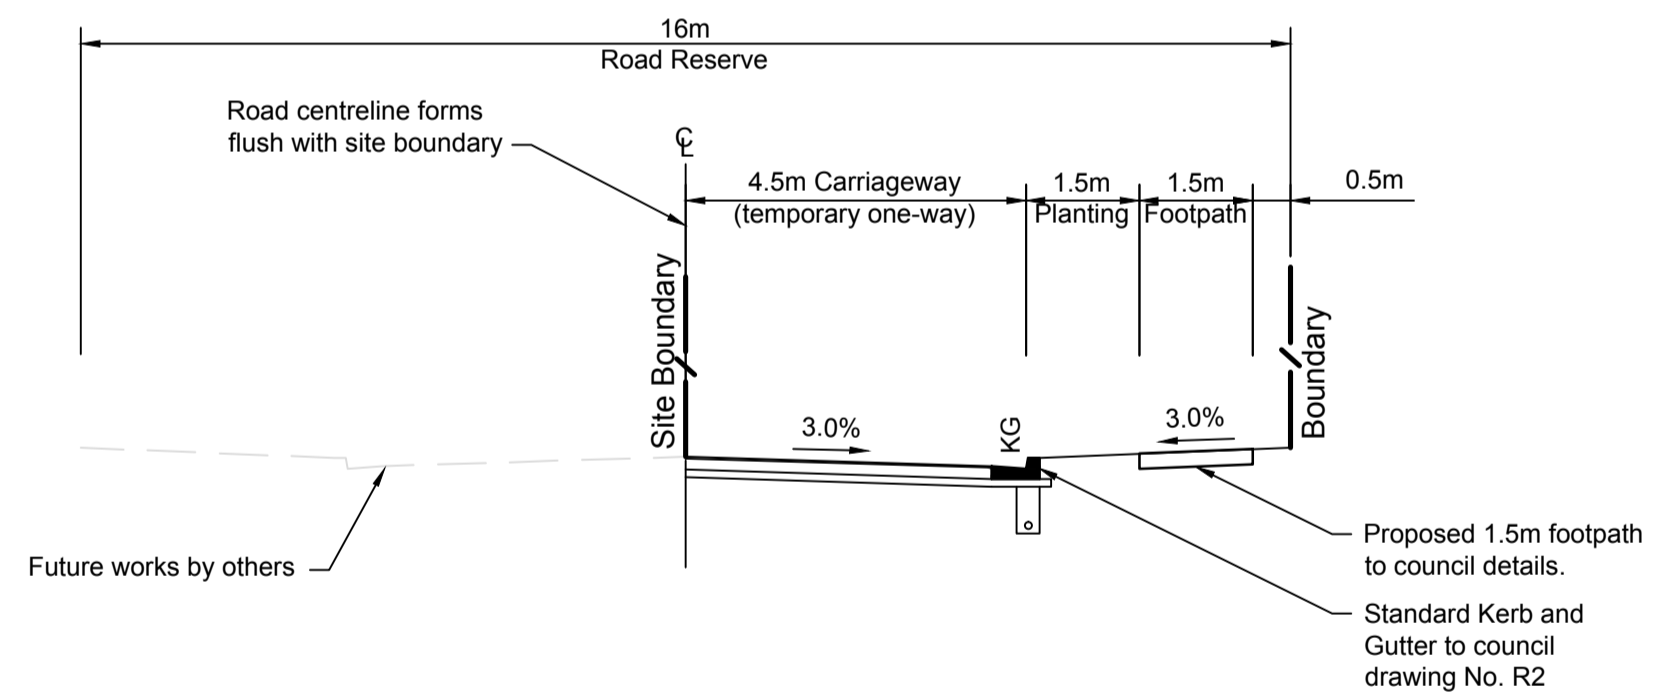 16m
Road Reserve
Road centreline forms
flush with site boundary
℄
4.5m Carriageway
(temporary one-way)
1.5m
Planting
1.5m
Footpath
0.5m
Site Boundary
Boundary
3.0%
KG
3.0%
Future works by others
Proposed 1.5m footpath
to council details.
Standard Kerb and
Gutter to council
drawing No. R2